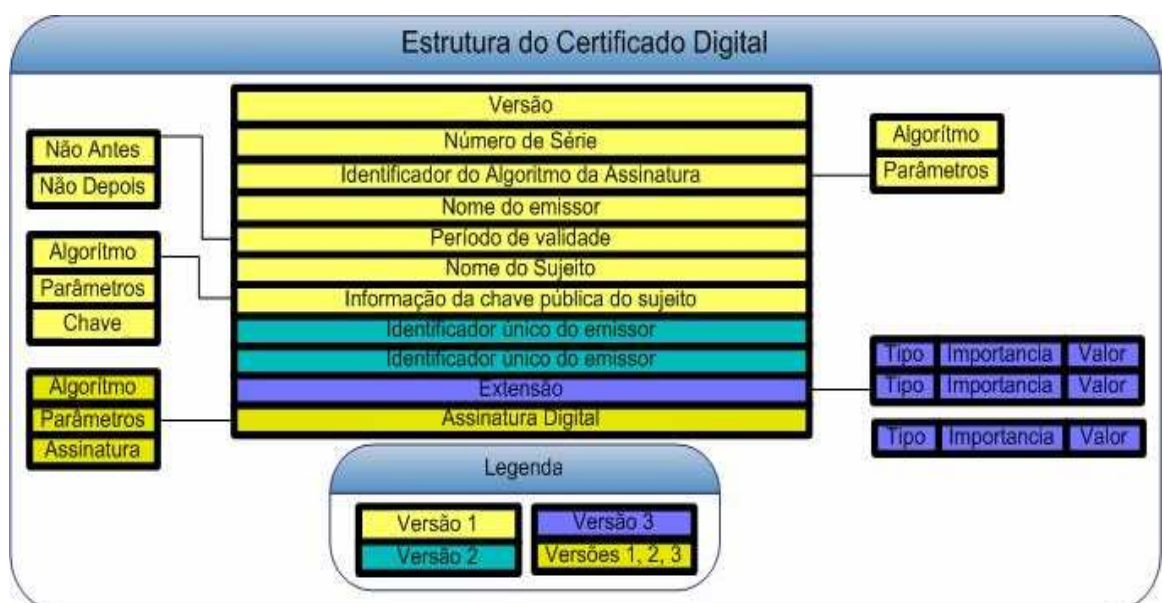 Estrutura do Certificado Digital
Versão
Número de Série
Identificador do Algoritmo da Assinatura
Nome do emissor
Período de validade
Nome do Sujeito
Informação da chave pública do sujeito
Identificador único do emissor
Identificador único do emissor
Extensão
Assinatura Digital
Não Antes
Não Depois
Algorítmo
Parâmetros
Chave
Algorítmo
Parâmetros
Assinatura
Algorítmo
Parâmetros
Tipo Importancia Valor
Tipo Importancia Valor
Tipo Importancia Valor
Legenda
Versão 1
Versão 3
Versão 2
Versões 1, 2, 3